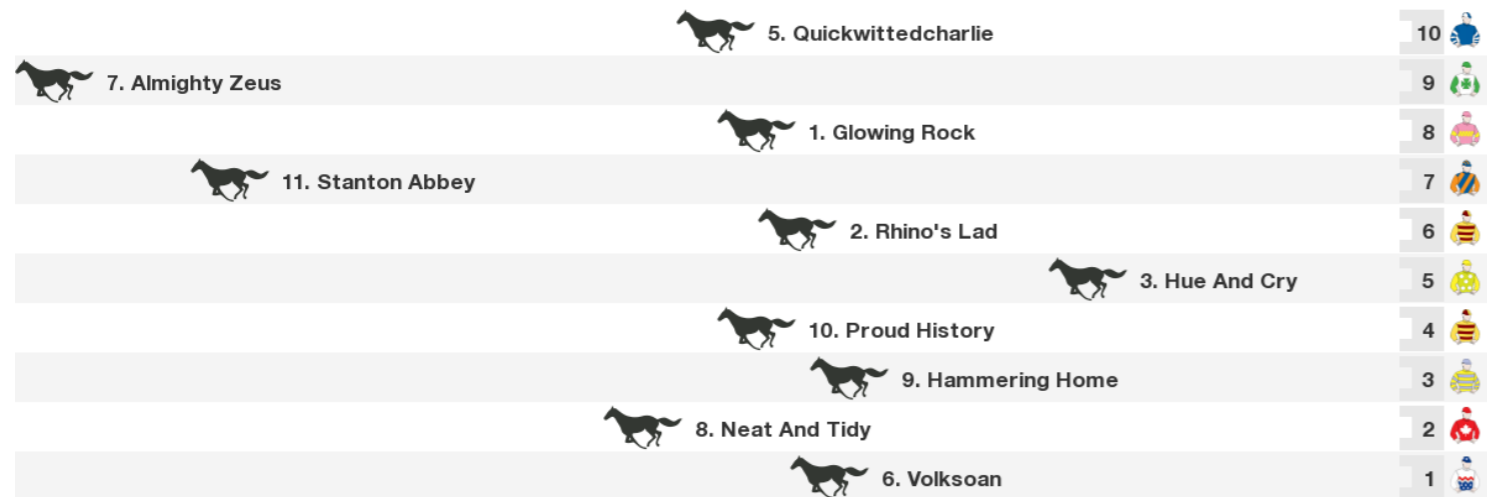 5. Quickwittedcharlie 10
7. Almighty Zeus 9
1. Glowing Rock 8
11. Stanton Abbey 7
2. Rhino's Lad 6
3. Hue And Cry 5
10. Proud History 4
9. Hammering Home 3
8. Neat And Tidy 2
6. Volksoan 1